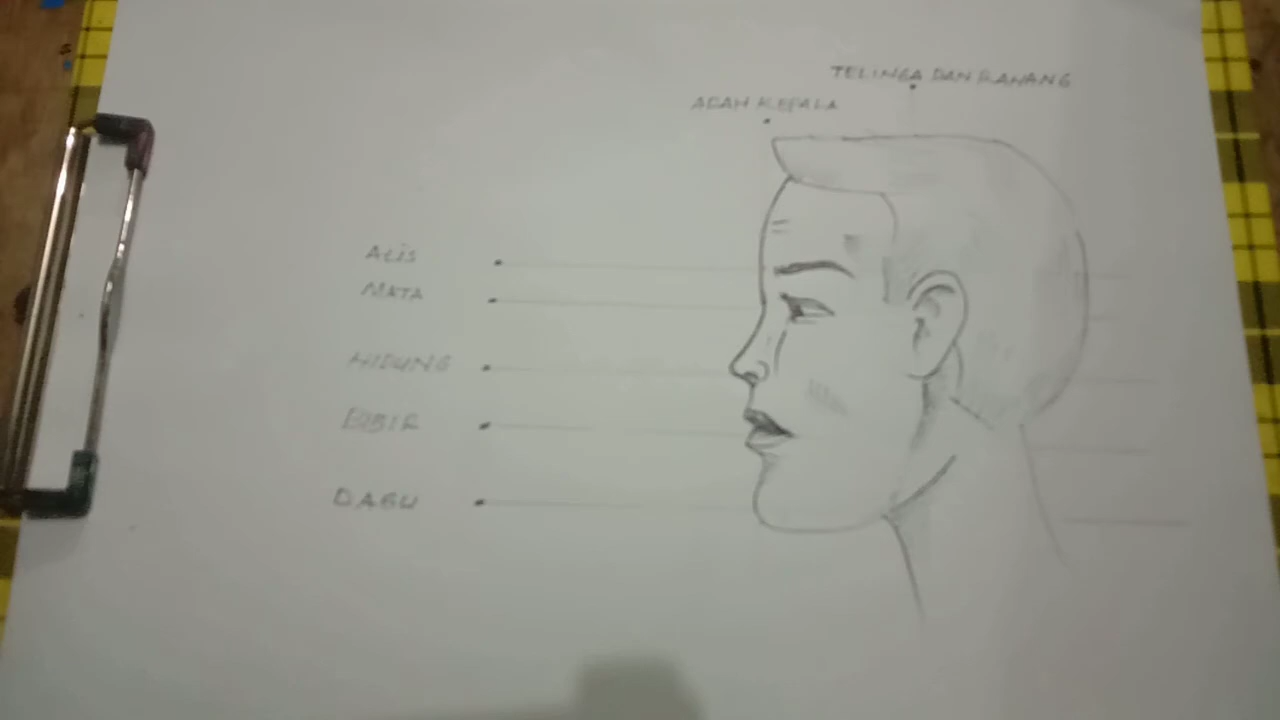 TELINGA DAN RAHANG
ARAH KEPALA
ALIS
MATA
HIDUNG
BIBIR
DAGU